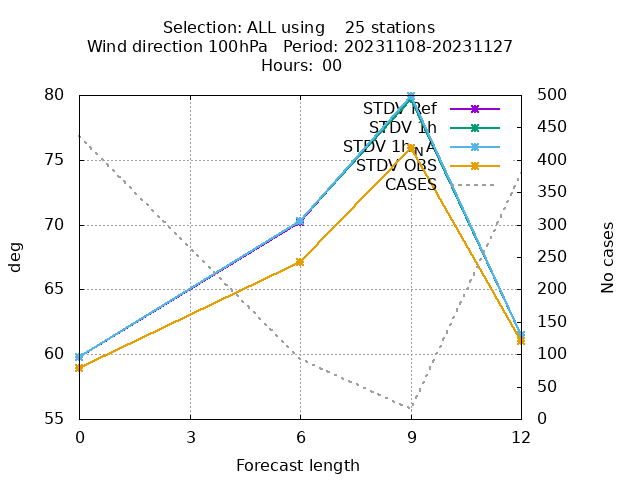 Selection: ALL using    25 stations
Wind direction 100hPa   Period: 20231108-20231127
Hours: 00
80
75
70
65
60
55
500
450
400
350
300
250
200
150
100
50
0
STDV Ref
STDV 1h
STDV 1h_NA
STDV OBS
CASES
deg
No cases
0 3 6 9 12
Forecast length